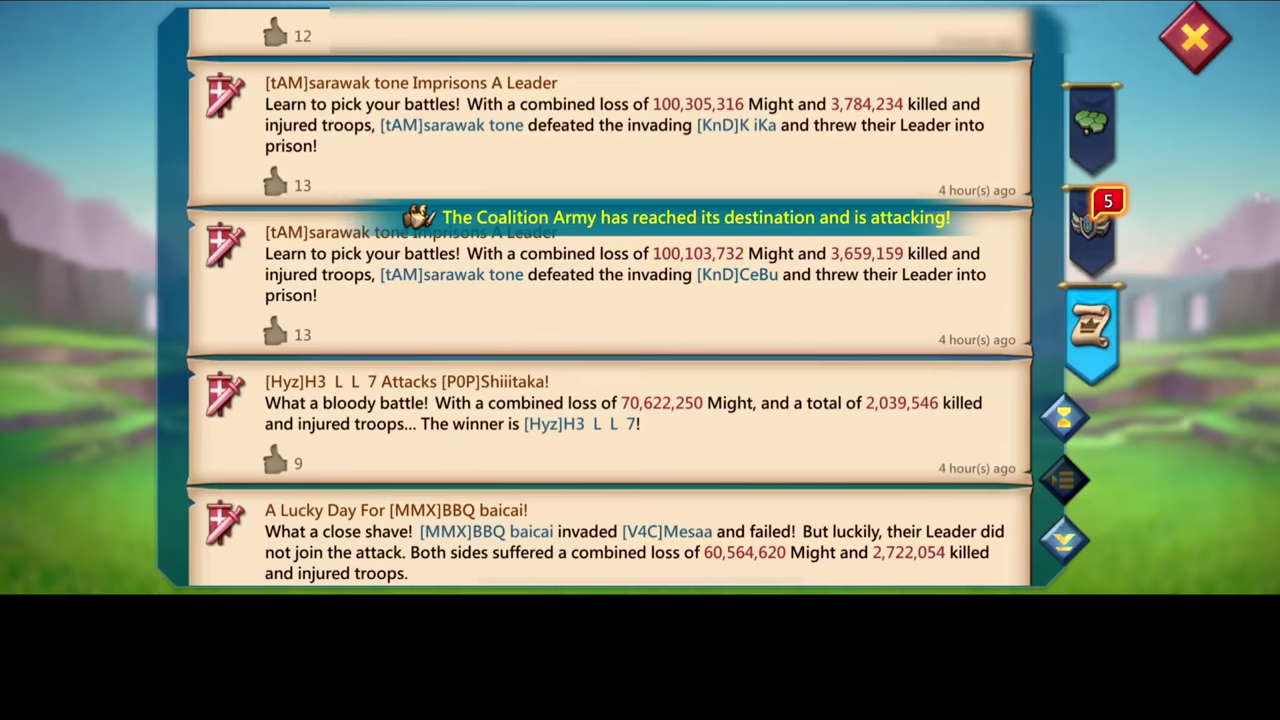 12
[tAM]sarawak tone Imprisons A Leader
Learn to pick your battles! With a combined loss of 100,305,316 Might and 3,784,234 killed and
injured troops, [tAM]sarawak tone defeated the invading [KnD]K iKa and threw their Leader into
prison!
13
4 hour(s) ago
5
The Coalition Army has reached its destination and is attacking!
[tAM]sarawak tone Imprisons A Leader
Learn to pick your battles! With a combined loss of 100,103,732 Might and 3,659,159 killed and
injured troops, [tAM]sarawak tone defeated the invading [KnD]CeBu and threw their Leader into
prison!
13
4 hour(s) ago
[Hyz]H3 L L 7 Attacks [P0P]Shiiitaka!
What a bloody battle! With a combined loss of 70,622,250 Might, and a total of 2,039,546 killed
and injured troops... The winner is [Hyz]H3 L L 7!
9
4 hour(s) ago
A Lucky Day For [MMX]BBQ baicai!
What a close shave! [MMX]BBQ baicai invaded [V4C]Mesaa and failed! But luckily, their Leader did
not join the attack. Both sides suffered a combined loss of 60,564,620 Might and 2,722,054 killed
and injured troops.